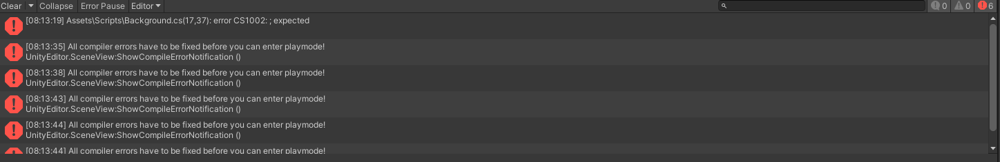 Clear Collapse Error Pause Editor 0 0 6
[08:13:19] Assets\Scripts\Background.cs(17,37): error CS1002: ; expected
[08:13:35] All compiler errors have to be fixed before you can enter playmode!
UnityEditor.SceneView:ShowCompileErrorNotification ()
[08:13:38] All compiler errors have to be fixed before you can enter playmode!
UnityEditor.SceneView:ShowCompileErrorNotification ()
[08:13:43] All compiler errors have to be fixed before you can enter playmode!
UnityEditor.SceneView:ShowCompileErrorNotification ()
[08:13:44] All compiler errors have to be fixed before you can enter playmode!
UnityEditor.SceneView:ShowCompileErrorNotification ()
[08:13:44] All compiler errors have to be fixed before you can enter playmode!